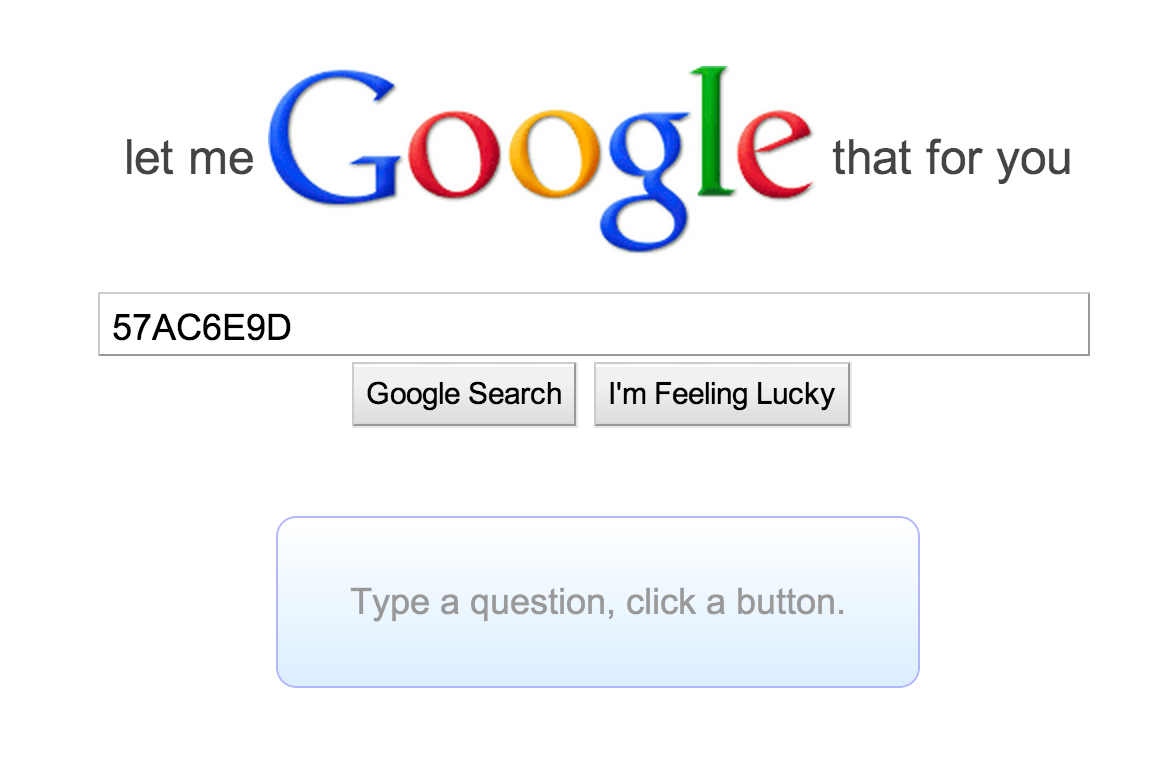 let me Google that for you
57AC6E9D
Google Search I'm Feeling Lucky
Type a question, click a button.